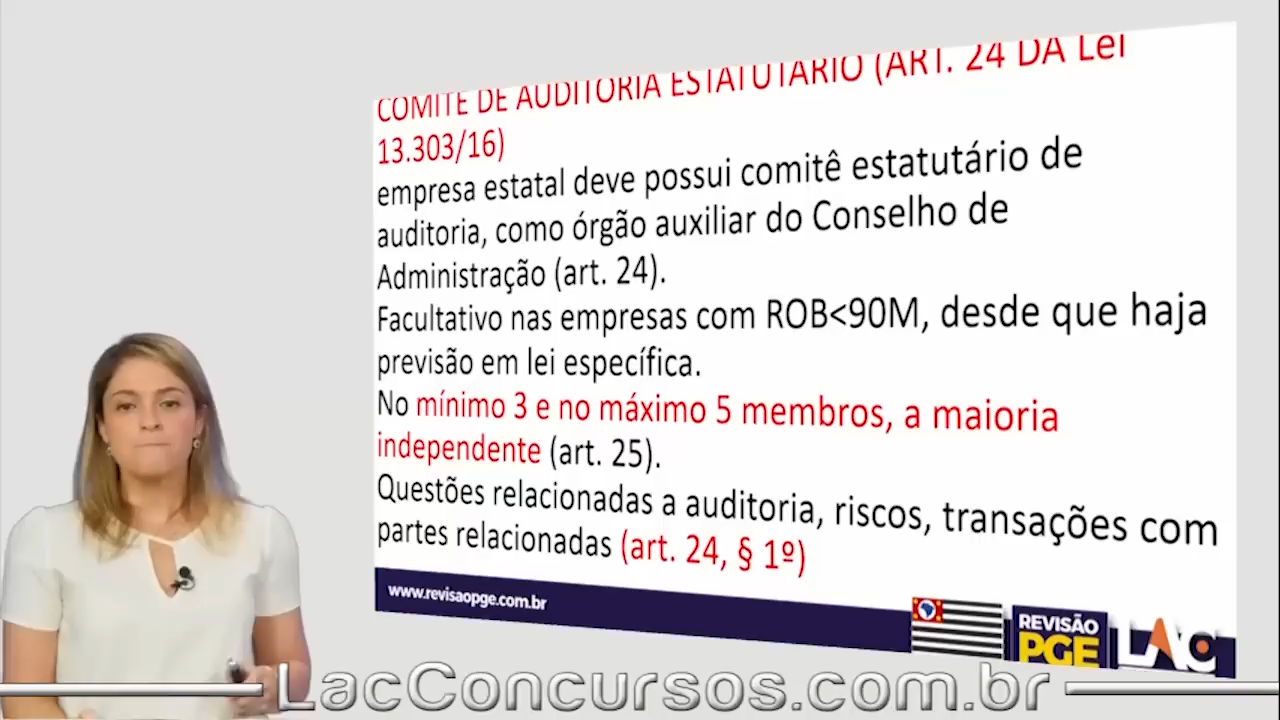 COMITÊ DE AUDITORIA ESTATUTÁRIO (ART. 24 DA Lei
13.303/16)
empresa estatal deve possui comitê estatutário de
auditoria, como órgão auxiliar do Conselho de
Administração (art. 24).
Facultativo nas empresas com ROB<90M, desde que haja
previsão em lei específica.
No mínimo 3 e no máximo 5 membros, a maioria
independente (art. 25).
Questões relacionadas a auditoria, riscos, transações com
partes relacionadas (art. 24, § 1º)
www.revisaopge.com.br
REVISÃO
PGE
LAC
LacConcursos.com.br